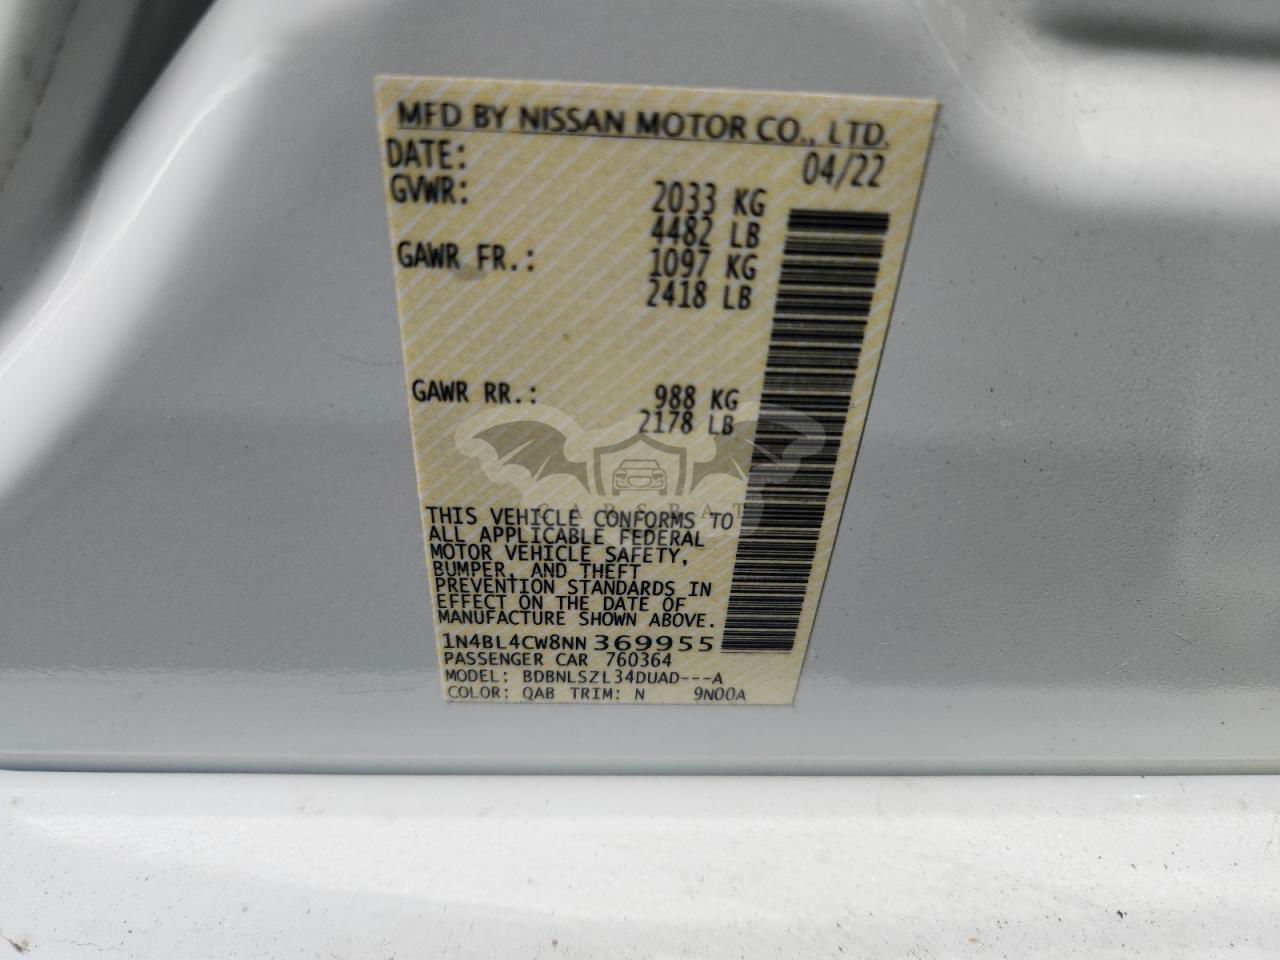 MFD BY NISSAN MOTOR CO., LTD.
DATE: 04/22
GVWR: 2033 KG
4482 LB
GAWR FR.: 1097 KG
2418 LB
GAWR RR.: 988 KG
2178 LB
CARSBAT
THIS VEHICLE CONFORMS TO
ALL APPLICABLE FEDERAL
MOTOR VEHICLE SAFETY,
BUMPER, AND THEFT
PREVENTION STANDARDS IN
EFFECT ON THE DATE OF
MANUFACTURE SHOWN ABOVE.
1N4BL4CW8NN369955
PASSENGER CAR 760364
MODEL: BDBNLSZL34DUAD---A
COLOR: QAB TRIM: N 9N00A